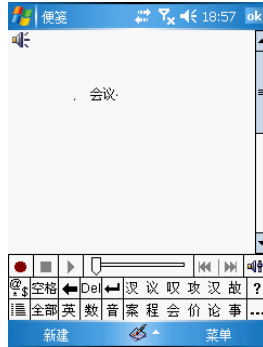 便笺 18:57 ok
. 会议.
@$ 空格 Del 汉 议 叹 攻 汉 故 ?
全部 英 数 音 案 程 会 价 论 事 ...
新建 菜单